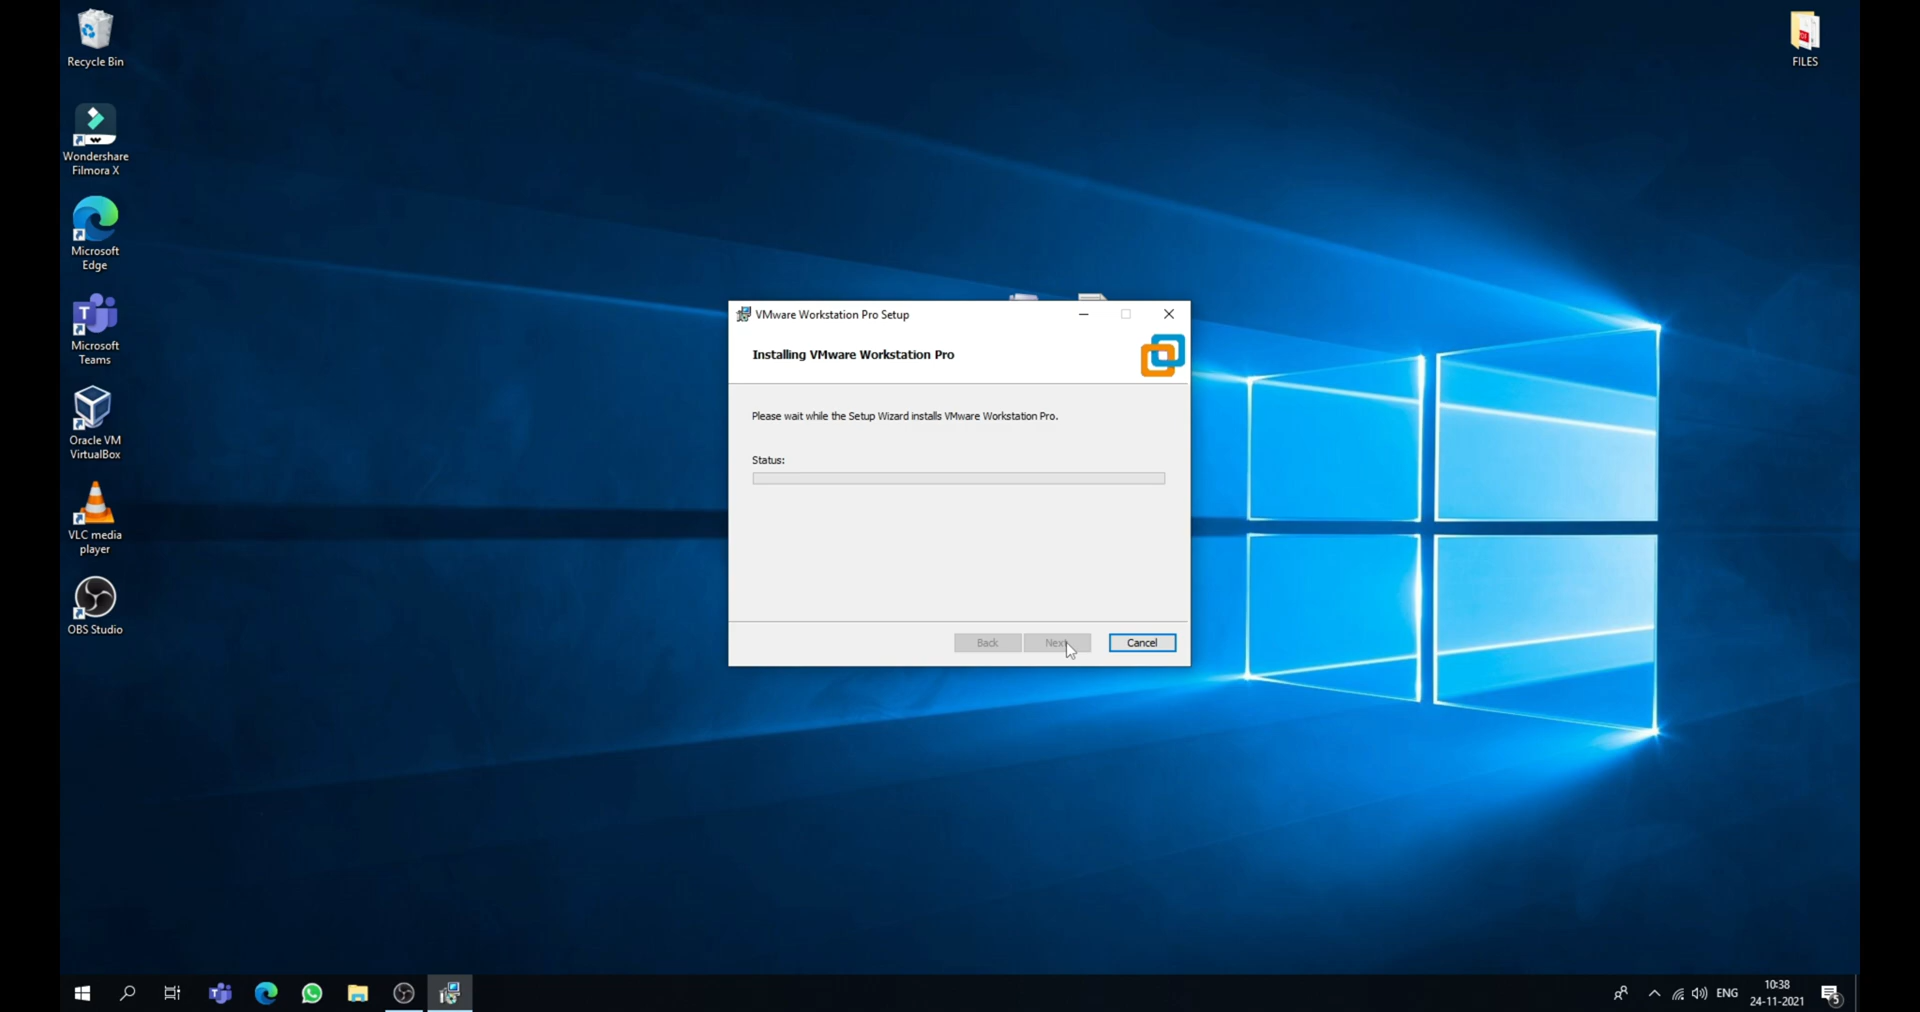 Recycle Bin
FILES
Wondershare
Filmora X
Microsoft
Edge
Microsoft
Teams
Oracle VM
VirtualBox
VLC media
player
OBS Studio
VMware Workstation Pro Setup
Installing VMware Workstation Pro
Please wait while the Setup Wizard installs VMware Workstation Pro.
Status:
Back
Next
Cancel
ENG
10:38
24-11-2021
5